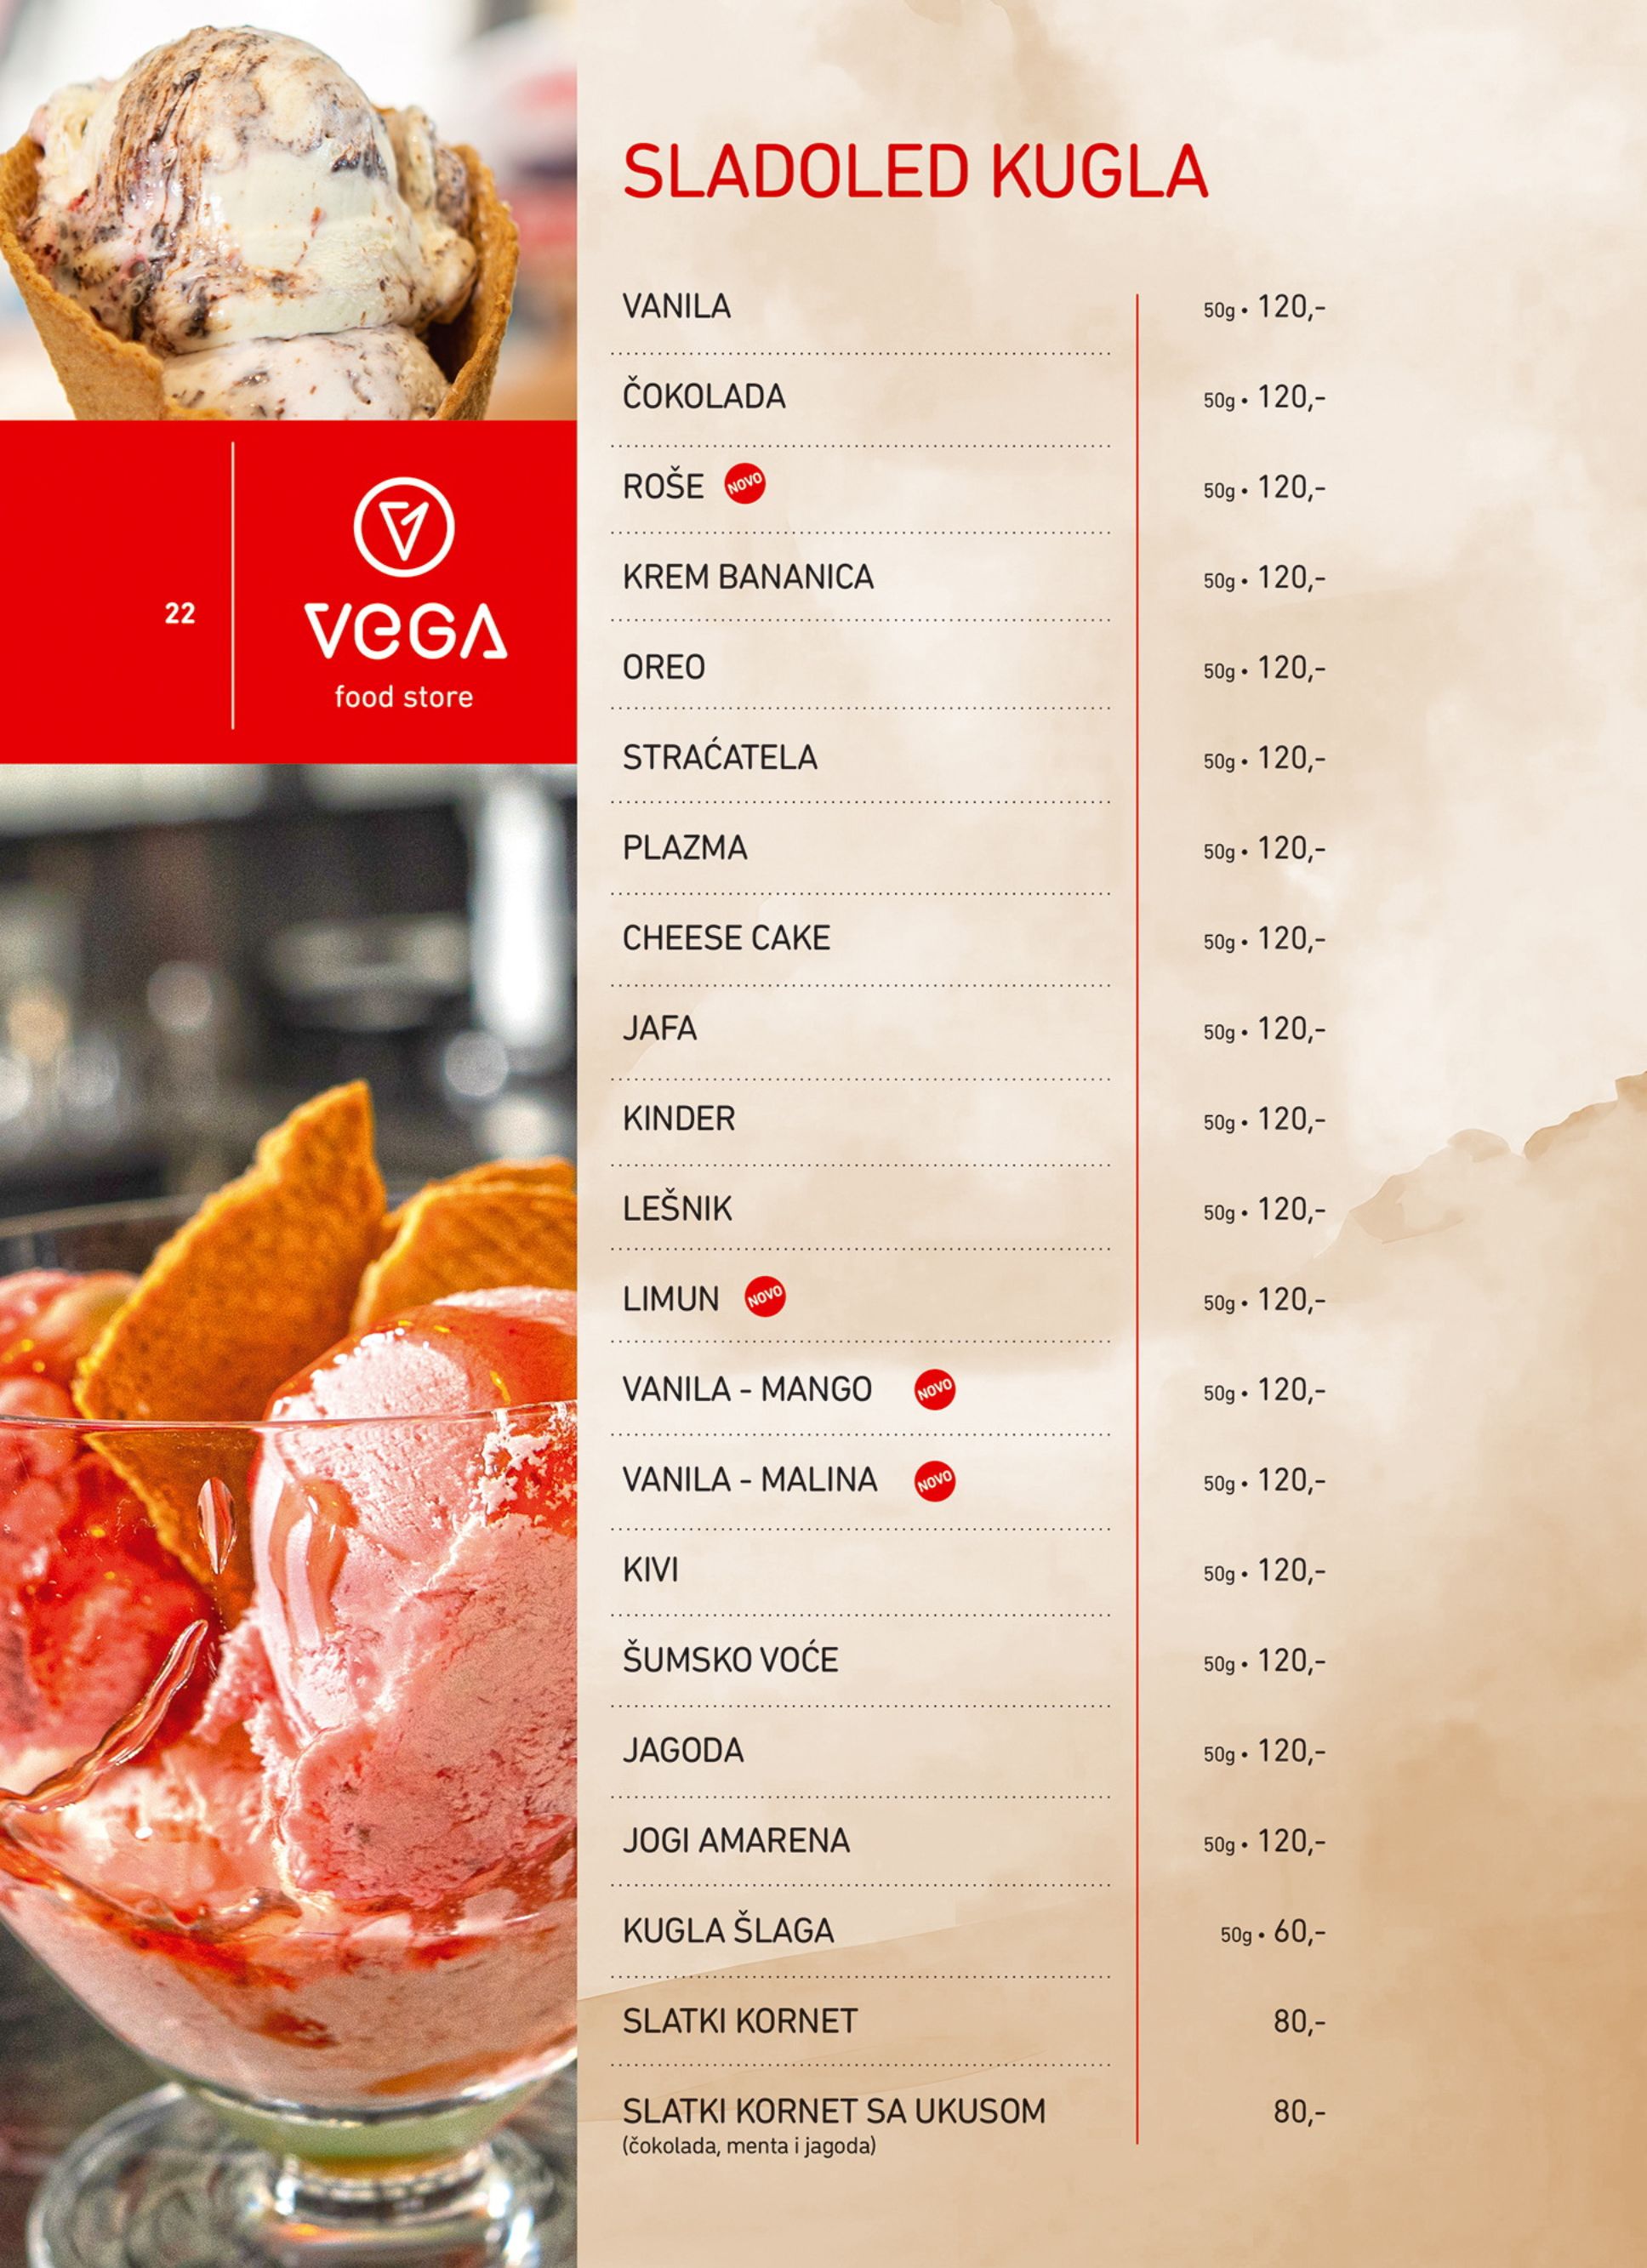 SLADOLED KUGLA
22
VEGA
food store
VANILA 50g • 120,-
ČOKOLADA 50g • 120,-
ROŠE NOVO 50g • 120,-
KREM BANANICA 50g • 120,-
OREO 50g • 120,-
STRAĆATELA 50g • 120,-
PLAZMA 50g • 120,-
CHEESE CAKE 50g • 120,-
JAFA 50g • 120,-
KINDER 50g • 120,-
LEŠNIK 50g • 120,-
LIMUN NOVO 50g • 120,-
VANILA - MANGO NOVO 50g • 120,-
VANILA - MALINA NOVO 50g • 120,-
KIVI 50g • 120,-
ŠUMSKO VOĆE 50g • 120,-
JAGODA 50g • 120,-
JOGI AMARENA 50g • 120,-
KUGLA ŠLAGA 50g • 60,-
SLATKI KORNET 80,-
SLATKI KORNET SA UKUSOM 80,-
(čokolada, menta i jagoda)